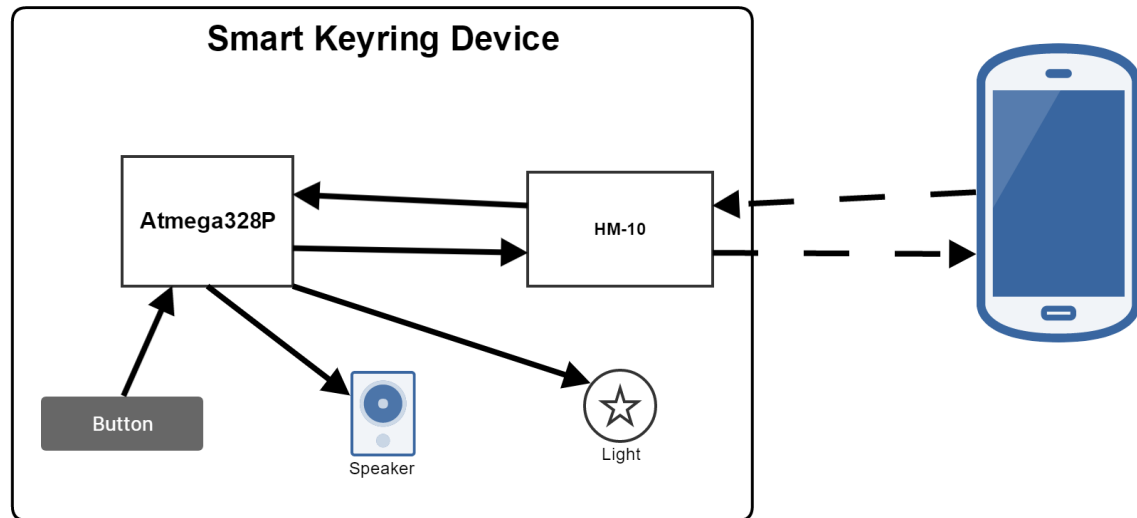 Smart Keyring Device
Atmega328P
HM-10
Button
Speaker
Light